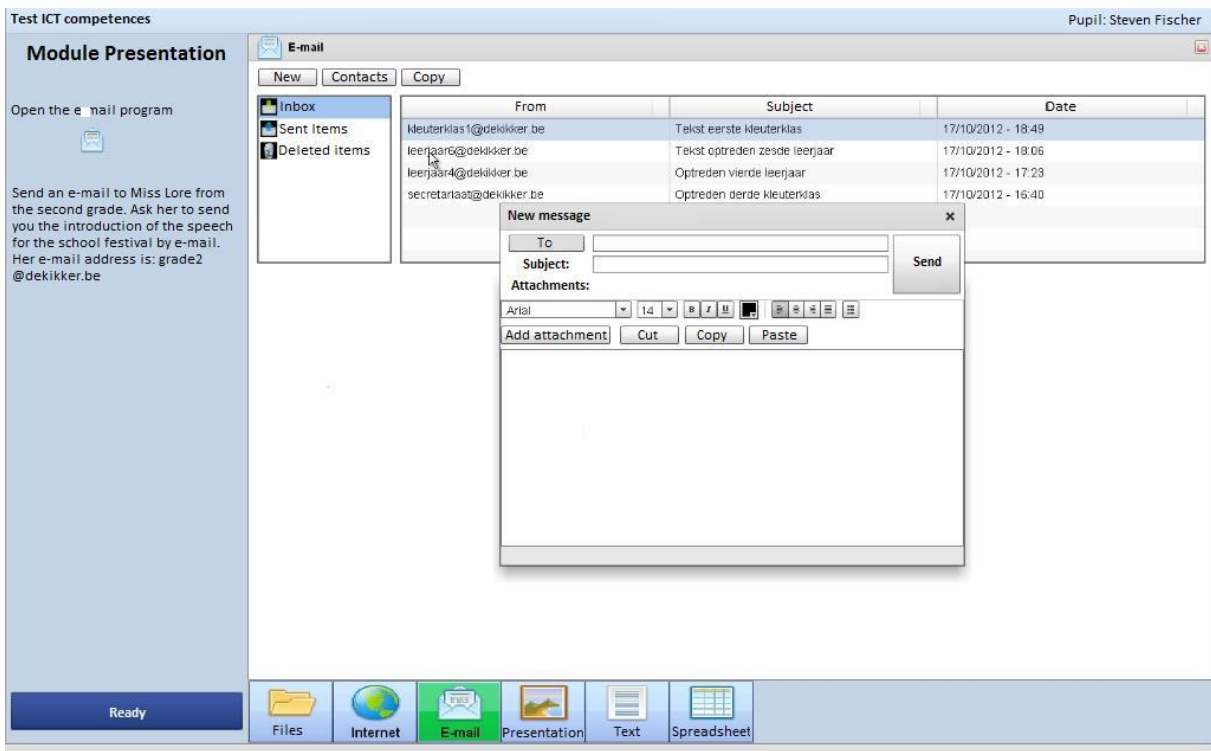 Test ICT competences
Pupil: Steven Fischer
Module Presentation
Open the e mail program
Send an e-mail to Miss Lore from
the second grade. Ask her to send
you the introduction of the speech
for the school festival by e-mail.
Her e-mail address is: grade2
@dekikker.be
Ready
E-mail
New Contacts Copy
Inbox
Sent Items
Deleted items
From Subject Date
kleuterklas1@dekikker.be Tekst eerste kleuterklas 17/10/2012 - 18:49
leerjaar6@dekikker.be Tekst optreden zesde leerjaar 17/10/2012 - 18:06
leerjaar4@dekikker.be Optreden vierde leerjaar 17/10/2012 - 17:23
secretariaat@dekikker.be Optreden derde kleuterklas 17/10/2012 - 16:40
New message x
To
Subject:
Send
Attachments:
Arial 14 B I U
Add attachment Cut Copy Paste
Files Internet E-mail Presentation Text Spreadsheet